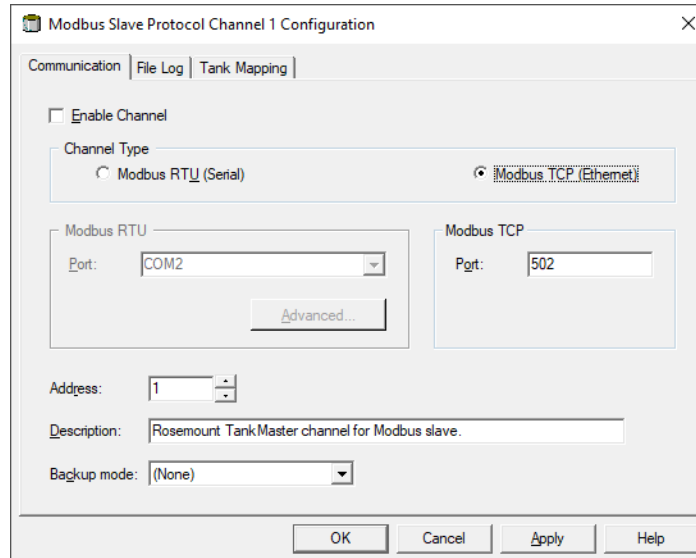 Modbus Slave Protocol Channel 1 Configuration
Communication File Log Tank Mapping
Enable Channel
Channel Type
Modbus RTU (Serial) Modbus TCP (Ethernet)
Modbus RTU Modbus TCP
Port: COM2 Port: 502
Advanced...
Address: 1
Description: Rosemount TankMaster channel for Modbus slave.
Backup mode: (None)
OK Cancel Apply Help